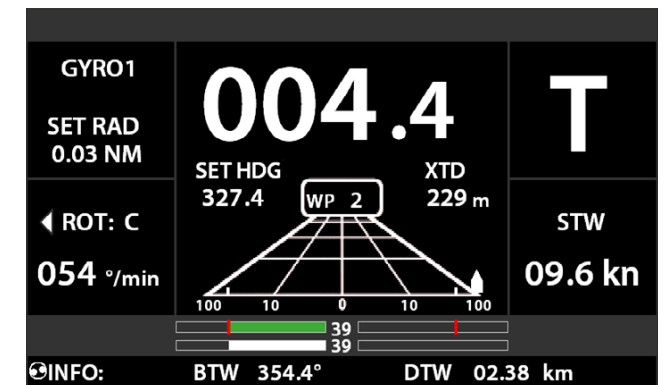 GYRO1
SET RAD
0.03 NM
004.4
T
SET HDG
327.4
XTD
229 m
WP 2
ROT: C
054 °/min
STW
09.6 kn
100 10 0 10 100
39
39
INFO: BTW 354.4° DTW 02.38 km